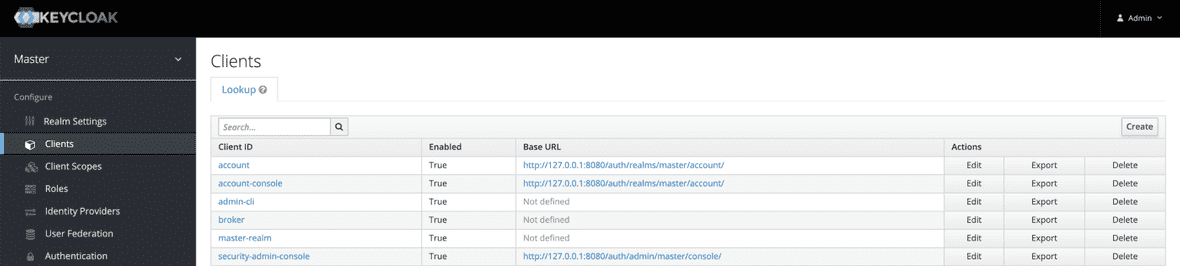 KEYCLOAK
Admin
Master
Configure
Realm Settings
Clients
Client Scopes
Roles
Identity Providers
User Federation
Authentication
Clients
Lookup
Search...
Create
Client ID Enabled Base URL Actions
account True http://127.0.0.1:8080/auth/realms/master/account/ Edit Export Delete
account-console True http://127.0.0.1:8080/auth/realms/master/account/ Edit Export Delete
admin-cli True Not defined Edit Export Delete
broker True Not defined Edit Export Delete
master-realm True Not defined Edit Export Delete
security-admin-console True http://127.0.0.1:8080/auth/admin/master/console/ Edit Export Delete